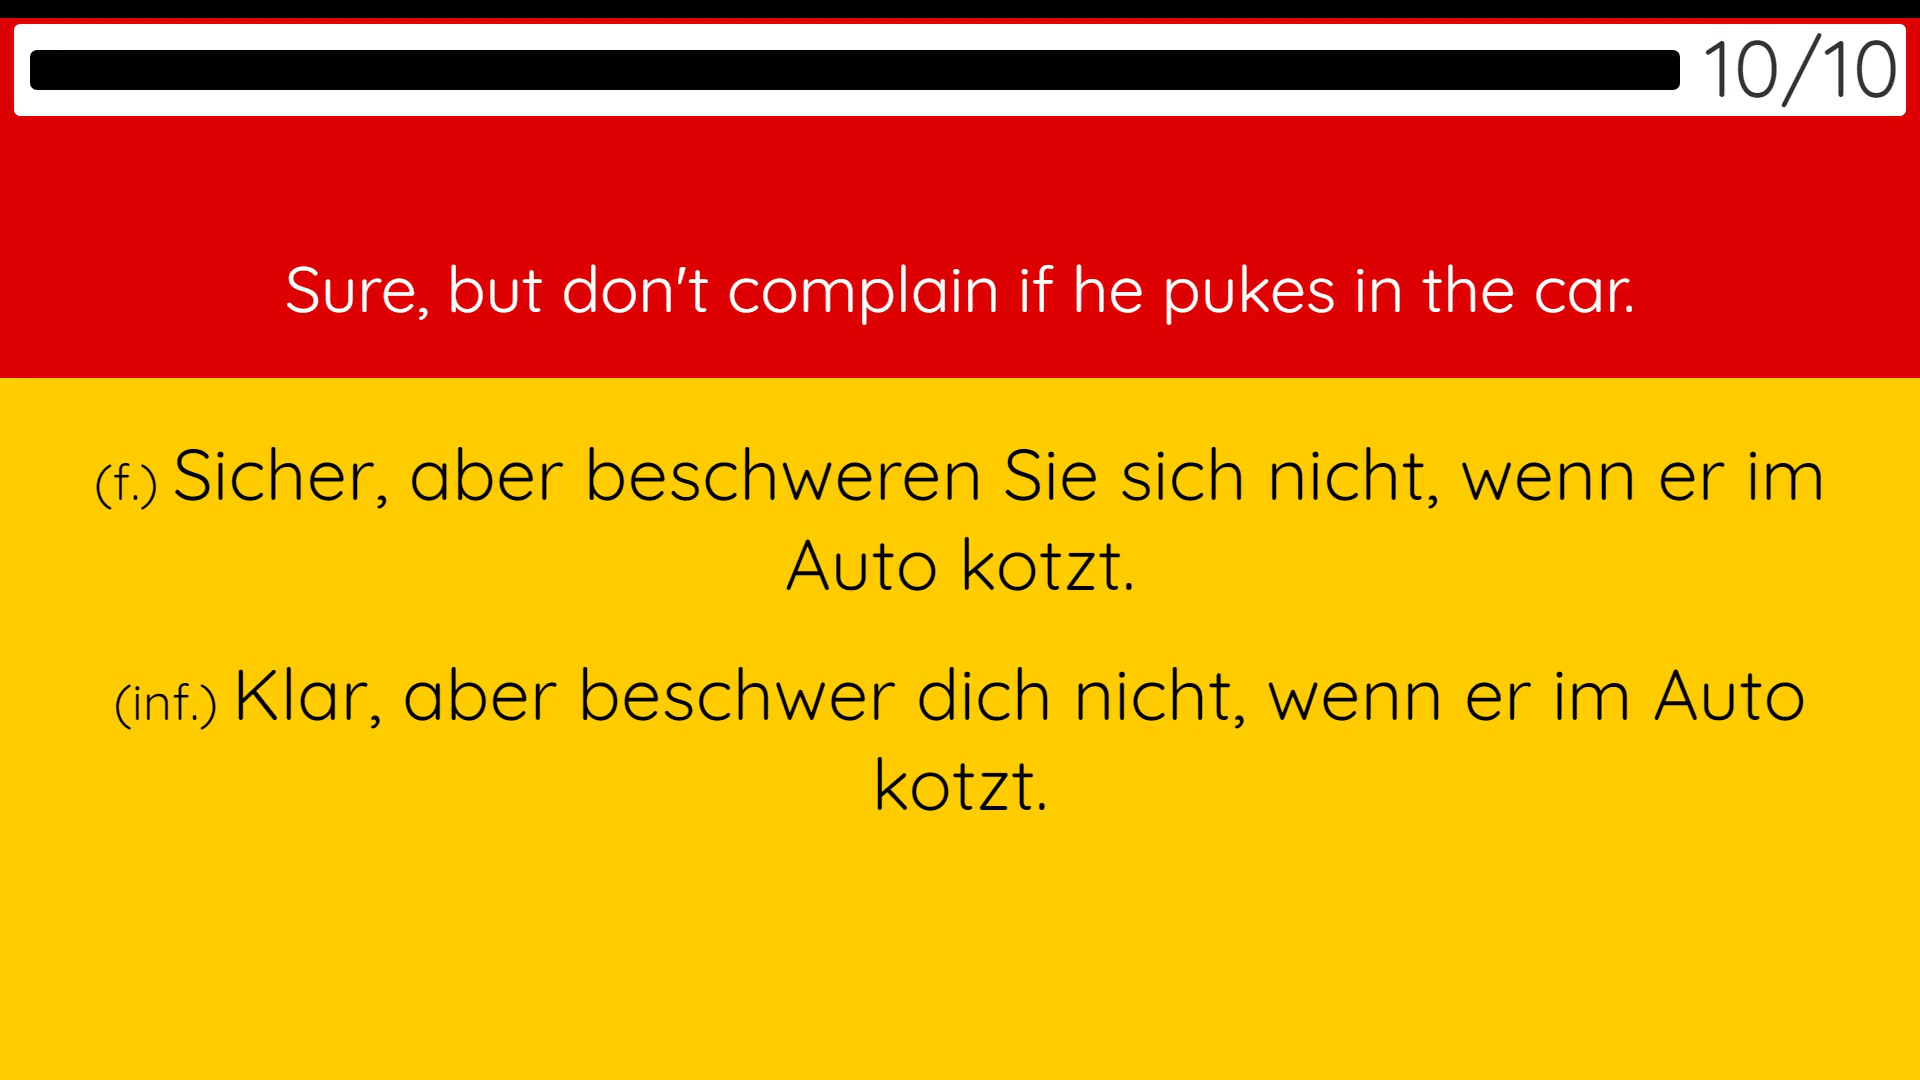 10/10
Sure, but don't complain if he pukes in the car.
(f.) Sicher, aber beschweren Sie sich nicht, wenn er im
Auto kotzt.
(inf.) Klar, aber beschwer dich nicht, wenn er im Auto
kotzt.